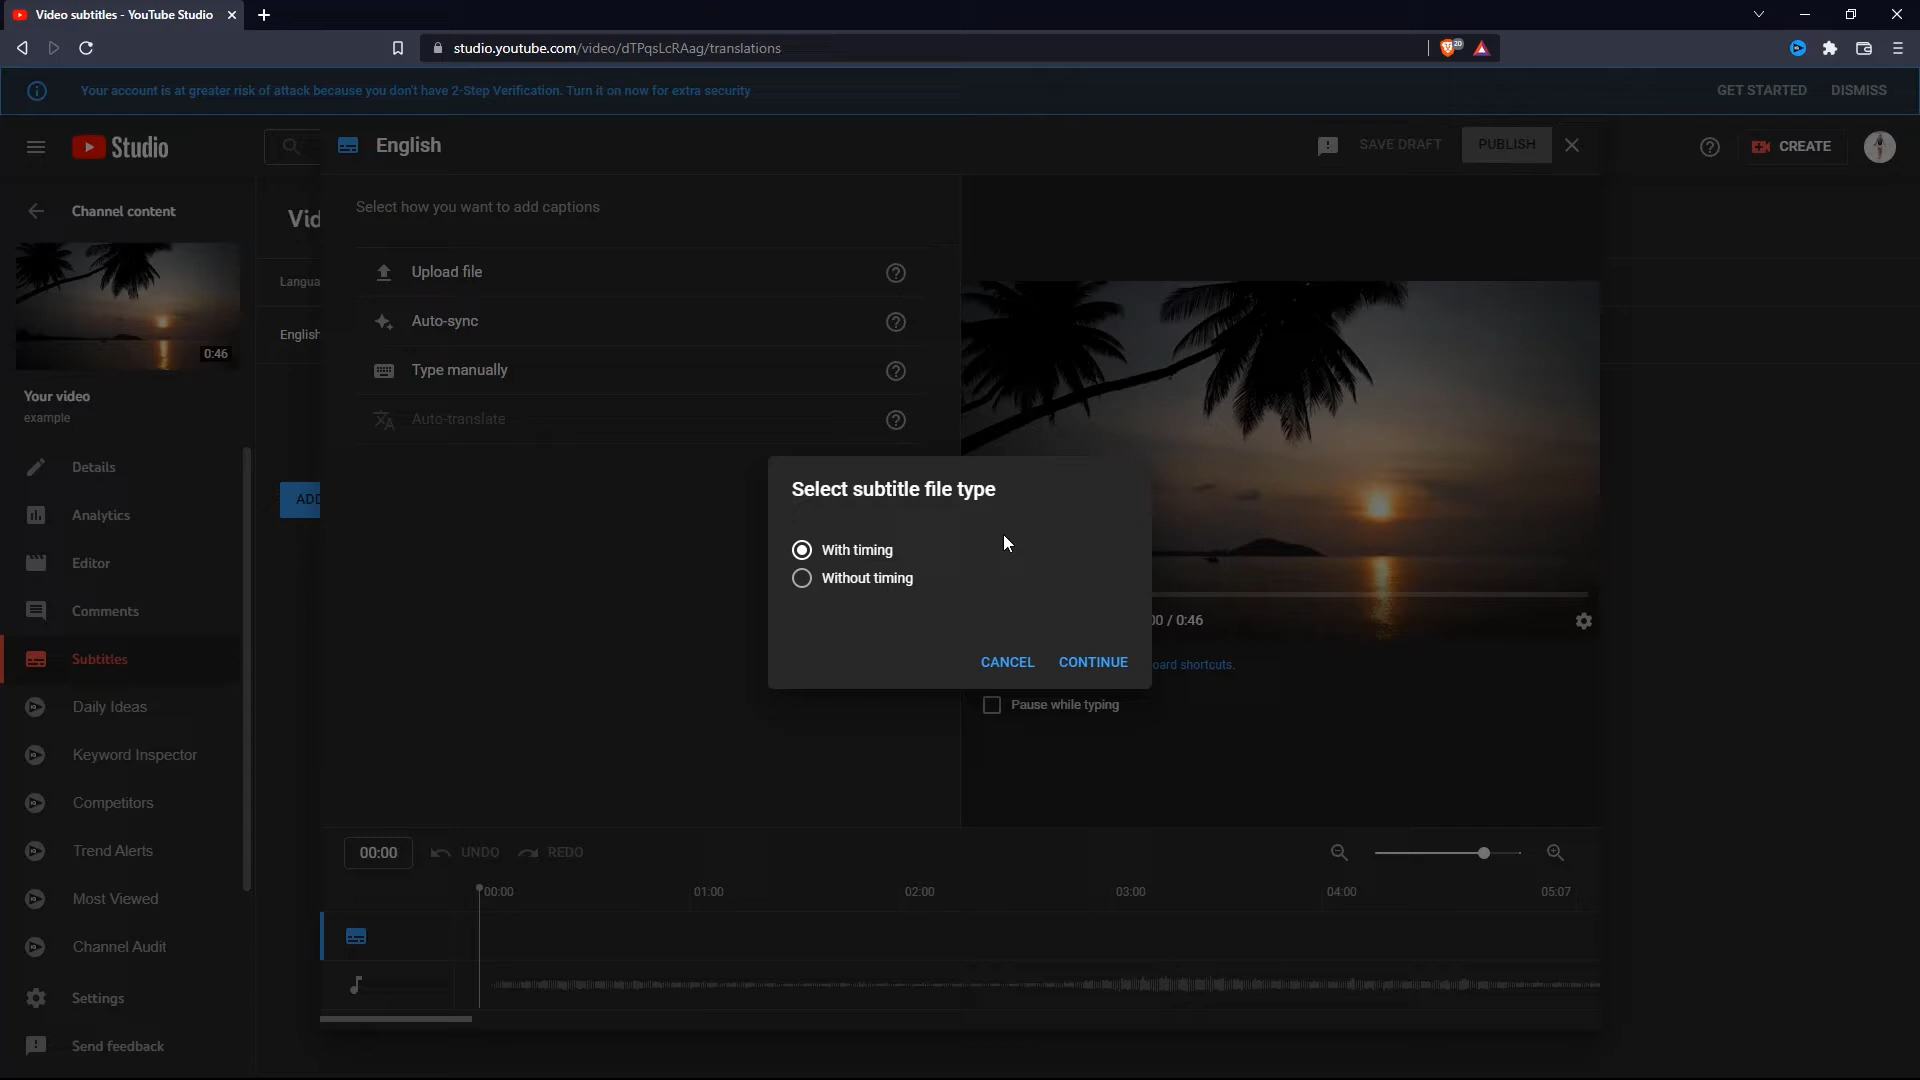 Video subtitles - YouTube Studio
studio.youtube.com/video/dTPqsLcRAag/translations
20
Your account is at greater risk of attack because you don't have 2-Step Verification. Turn it on now for extra security
GET STARTED
DISMISS
Studio
English
SAVE DRAFT
PUBLISH
CREATE
Channel content
Vid
Select how you want to add captions
Langua
English
Upload file
Auto-sync
Type manually
Auto-translate
0:46
Your video
example
Details
Analytics
Editor
Comments
Subtitles
Daily Ideas
Keyword Inspector
Competitors
Trend Alerts
Most Viewed
Channel Audit
Settings
Send feedback
ADD
Select subtitle file type
With timing
Without timing
CANCEL
CONTINUE
00 / 0:46
oard shortcuts.
Pause while typing
00:00
UNDO
REDO
00:00
01:00
02:00
03:00
04:00
05:07